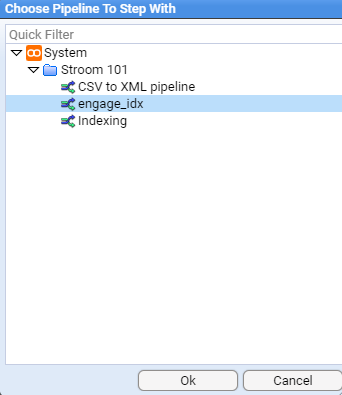 Choose Pipeline To Step With
Quick Filter
System
Stroom 101
CSV to XML pipeline
engage_idx
Indexing
Ok
Cancel